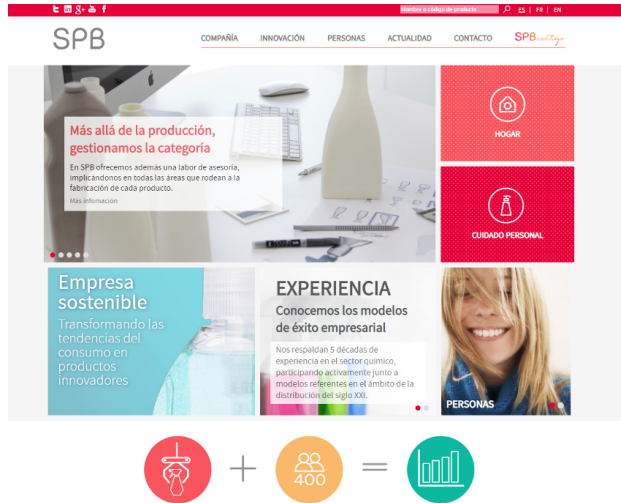 Nombre o código de producto
ES | FR | EN
SPB
COMPAÑÍA
INNOVACIÓN
PERSONAS
ACTUALIDAD
CONTACTO
SPBcontigo
Más allá de la producción,
gestionamos la categoría
En SPB ofrecemos además una labor de asesoría,
implicándonos en todas las áreas que rodean a la
fabricación de cada producto.
Más información
HOGAR
CUIDADO PERSONAL
Empresa
sostenible
Transformando las
tendencias del
consumo en
productos
innovadores
EXPERIENCIA
Conocemos los modelos
de éxito empresarial
Nos respaldan 5 décadas de
experiencia en el sector químico,
participando activamente junto a
modelos referentes en el ámbito de la
distribución del siglo XXI.
PERSONAS
+
400
=